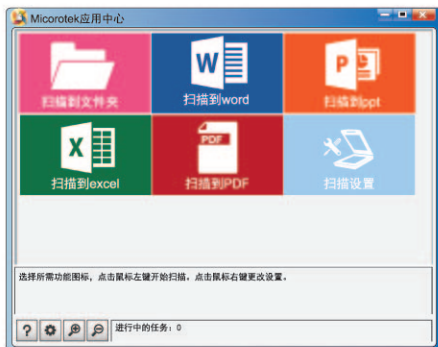 Micorotek应用中心
扫描到文件夹
扫描到word
扫描到ppt
扫描到excel
扫描到PDF
扫描设置
选择所需功能图标，点击鼠标左键开始扫描，点击鼠标右键更改设置。
进行中的任务：0